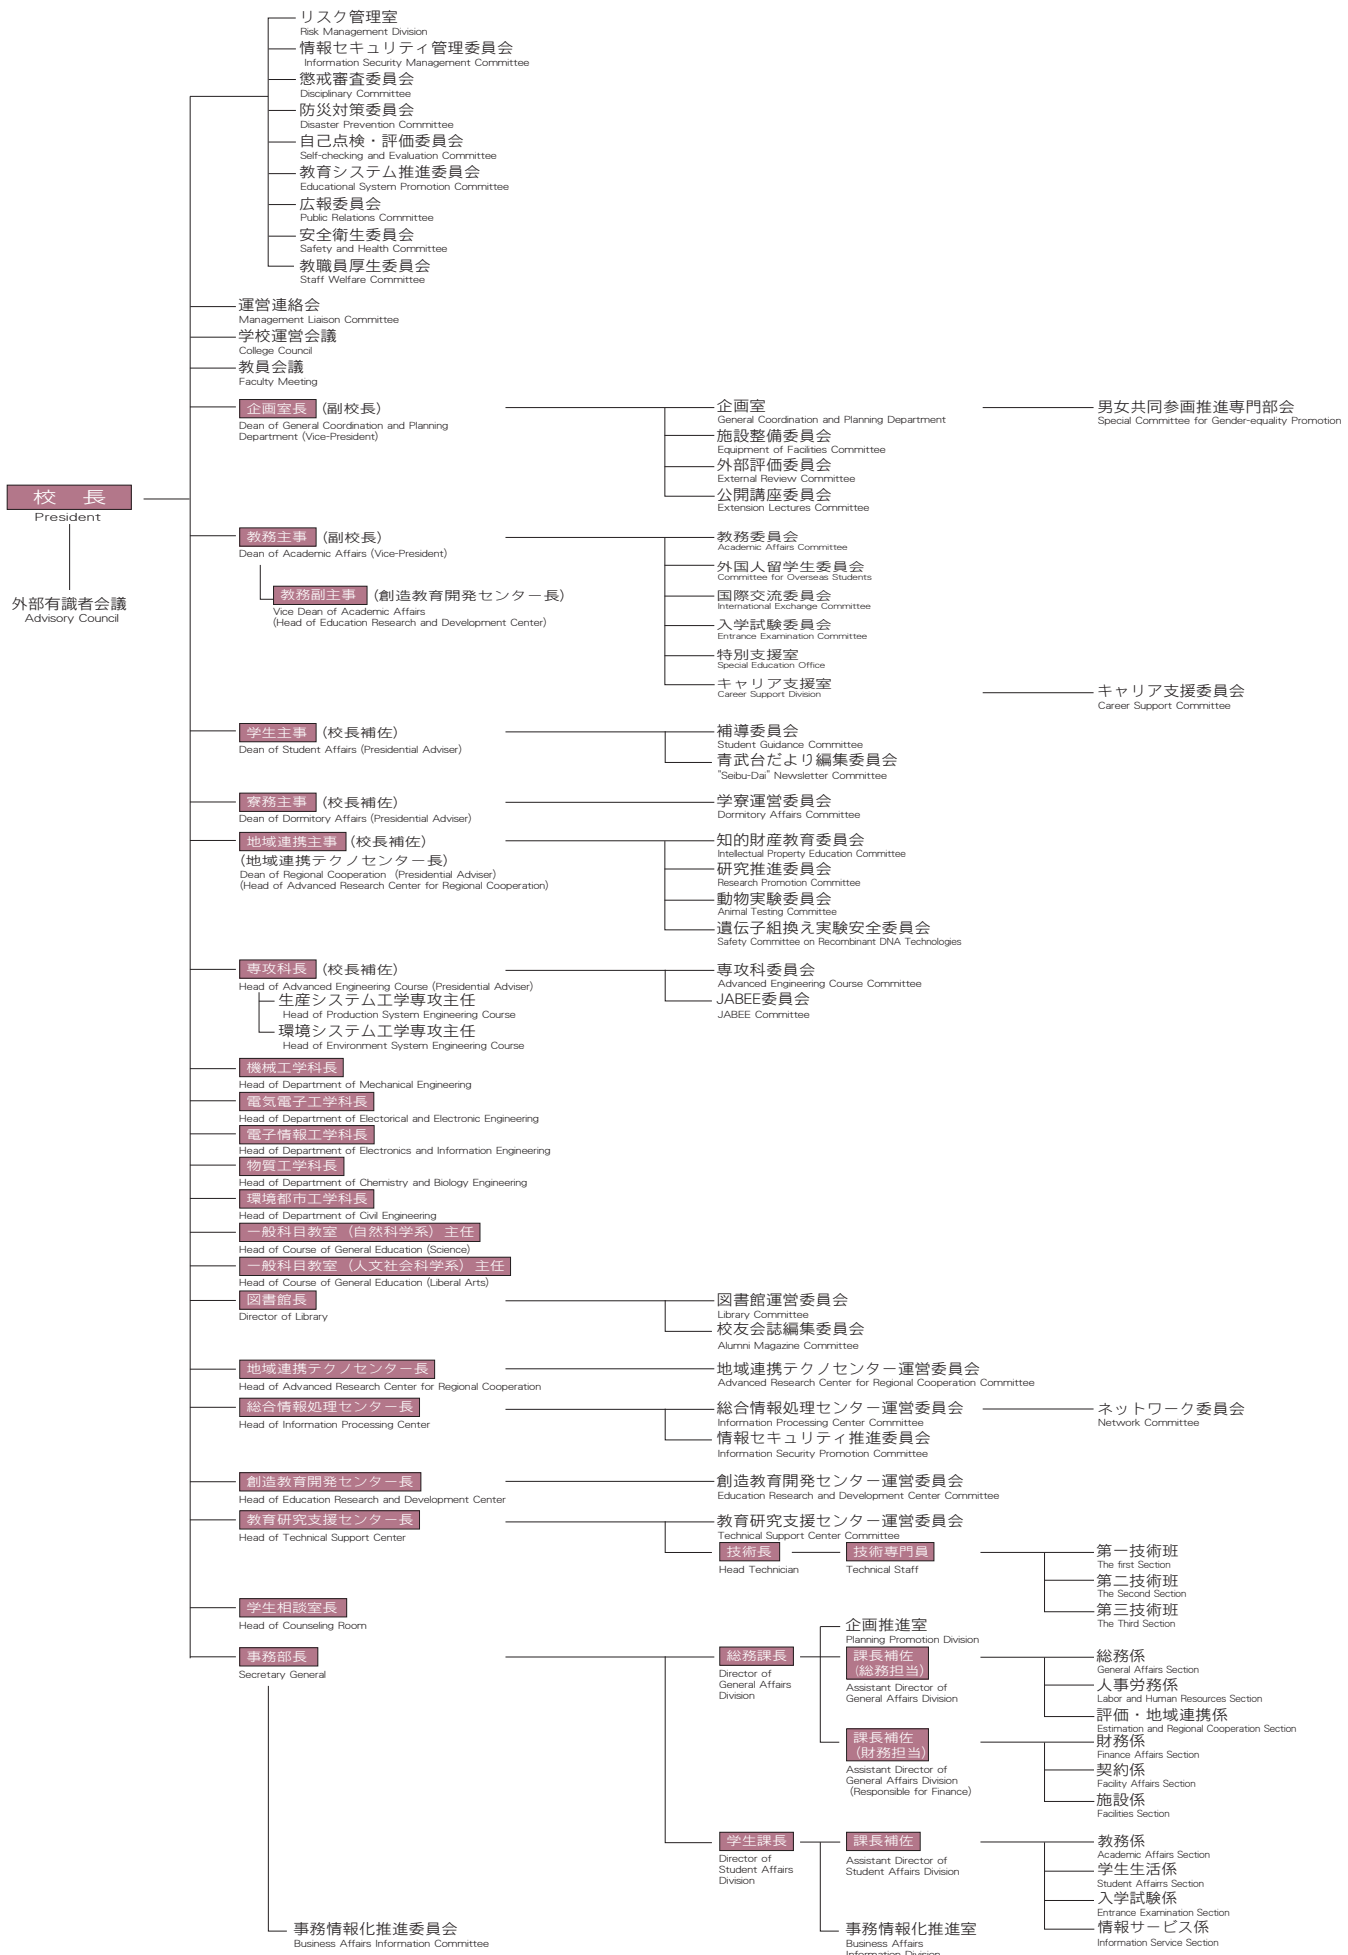 リスク管理室
Risk Management Division
情報セキュリティ管理委員会
Information Security Management Committee
懲戒審査委員会
Disciplinary Committee
防災対策委員会
Disaster Prevention Committee
自己点検・評価委員会
Self-checking and Evaluation Committee
教育システム推進委員会
Educational System Promotion Committee
広報委員会
Public Relations Committee
安全衛生委員会
Safety and Health Committee
教職員厚生委員会
Staff Welfare Committee
運営連絡会
Management Liaison Committee
学校運営会議
College Council
教員会議
Faculty Meeting
企画室長 (副校長)
Dean of General Coordination and Planning
Department (Vice-President)
企画室
General Coordination and Planning Department
男女共同参画推進専門部会
Special Committee for Gender-equality Promotion
施設整備委員会
Equipment of Facilities Committee
外部評価委員会
External Review Committee
公開講座委員会
Extension Lectures Committee
校 長
President
外部有識者会議
Advisory Council
教務主事 (副校長)
Dean of Academic Affairs (Vice-President)
教務副主事 (創造教育開発センター長)
Vice Dean of Academic Affairs
(Head of Education Research and Development Center)
教務委員会
Academic Affairs Committee
外国人留学生委員会
Committee for Overseas Students
国際交流委員会
International Exchange Committee
入学試験委員会
Entrance Examination Committee
特別支援室
Special Education Office
キャリア支援室
Career Support Division
キャリア支援委員会
Career Support Committee
学生主事 (校長補佐)
Dean of Student Affairs (Presidential Adviser)
補導委員会
Student Guidance Committee
青武台だより編集委員会
"Seibu-Dai" Newsletter Committee
寮務主事 (校長補佐)
Dean of Dormitory Affairs (Presidential Adviser)
学寮運営委員会
Dormitory Affairs Committee
地域連携主事 (校長補佐)
(地域連携テクノセンター長)
Dean of Regional Cooperation (Presidential Adviser)
(Head of Advanced Research Center for Regional Cooperation)
知的財産教育委員会
Intellectual Property Education Committee
研究推進委員会
Research Promotion Committee
動物実験委員会
Animal Testing Committee
遺伝子組換え実験安全委員会
Safety Committee on Recombinant DNA Technologies
専攻科長 (校長補佐)
Head of Advanced Engineering Course (Presidential Adviser)
生産システム工学専攻主任
Head of Production System Engineering Course
環境システム工学専攻主任
Head of Environment System Engineering Course
専攻科委員会
Advanced Engineering Course Committee
JABEE委員会
JABEE Committee
機械工学科長
Head of Department of Mechanical Engineering
電気電子工学科長
Head of Department of Electorical and Electronic Engineering
電子情報工学科長
Head of Department of Electronics and Information Engineering
物質工学科長
Head of Department of Chemistry and Biology Engineering
環境都市工学科長
Head of Department of Civil Engineering
一般科目教室 (自然科学系) 主任
Head of Course of General Education (Science)
一般科目教室 (人文社会科学系) 主任
Head of Course of General Education (Liberal Arts)
図書館長
Director of Library
図書館運営委員会
Library Committee
校友会誌編集委員会
Alumni Magazine Committee
地域連携テクノセンター長
Head of Advanced Research Center for Regional Cooperation
地域連携テクノセンター運営委員会
Advanced Research Center for Regional Cooperation Committee
総合情報処理センター長
Head of Information Processing Center
総合情報処理センター運営委員会
Information Processing Center Committee
ネットワーク委員会
Network Committee
情報セキュリティ推進委員会
Information Security Promotion Committee
創造教育開発センター長
Head of Education Research and Development Center
創造教育開発センター運営委員会
Education Research and Development Center Committee
教育研究支援センター長
Head of Technical Support Center
教育研究支援センター運営委員会
Technical Support Center Committee
技術長
Head Technician
技術専門員
Technical Staff
第一技術班
The first Section
第二技術班
The Second Section
第三技術班
The Third Section
学生相談室長
Head of Counseling Room
事務部長
Secretary General
総務課長
Director of
General Affairs
Division
企画推進室
Planning Promotion Division
課長補佐
(総務担当)
Assistant Director of
General Affairs Division
総務係
General Affairs Section
人事労務係
Labor and Human Resources Section
評価・地域連携係
Estimation and Regional Cooperation Section
課長補佐
(財務担当)
Assistant Director of
General Affairs Division
(Responsible for Finance)
財務係
Finance Affairs Section
契約係
Facility Affairs Section
施設係
Facilities Section
学生課長
Director of
Student Affairs
Division
課長補佐
Assistant Director of
Student Affairs Division
教務係
Academic Affairs Section
学生生活係
Student Affairrs Section
入学試験係
Entrance Examination Section
情報サービス係
Information Service Section
事務情報化推進委員会
Business Affairs Information Committee
事務情報化推進室
Business Affairs
Information Division